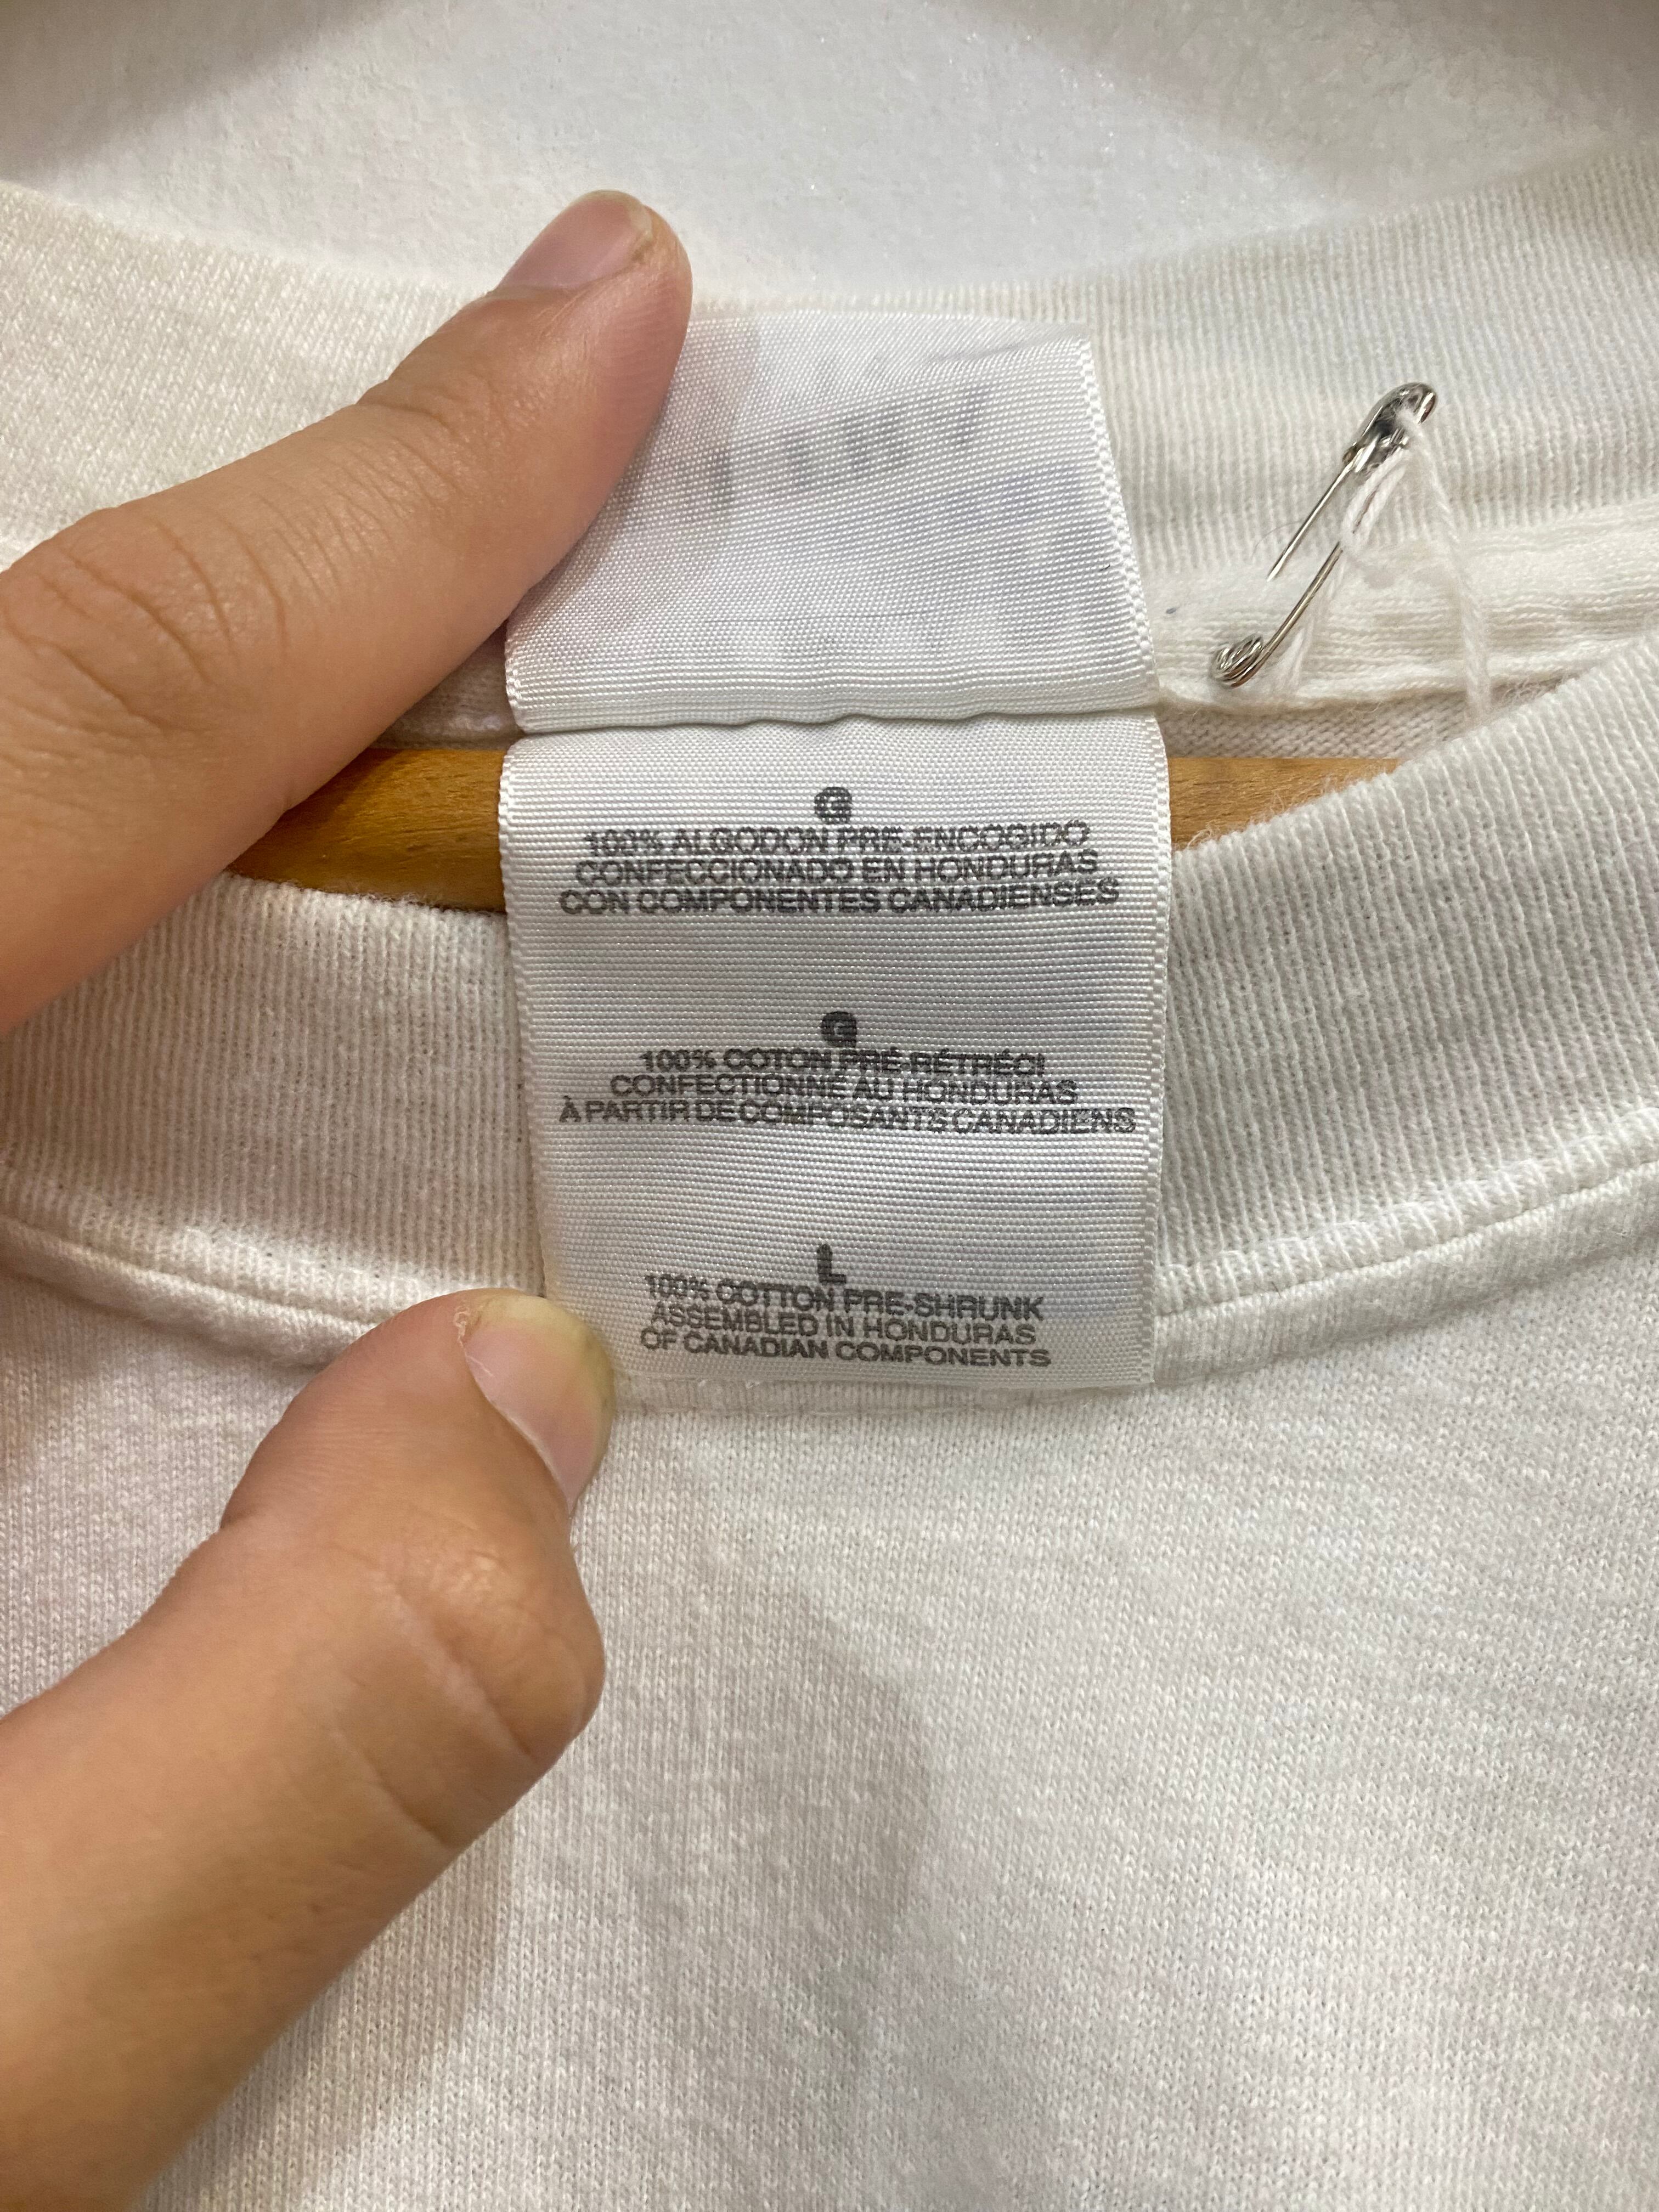 G
100% ALGODON PRE-ENCOGIDO
CONFECCIONADO EN HONDURAS
CON COMPONENTES CANADIENSES
G
100% COTON PRÉ-RÉTRÉCI
CONFECTIONNÉ AU HONDURAS
À PARTIR DE COMPOSANTS CANADIENS
L
100% COTTON PRE-SHRUNK
ASSEMBLED IN HONDURAS
OF CANADIAN COMPONENTS